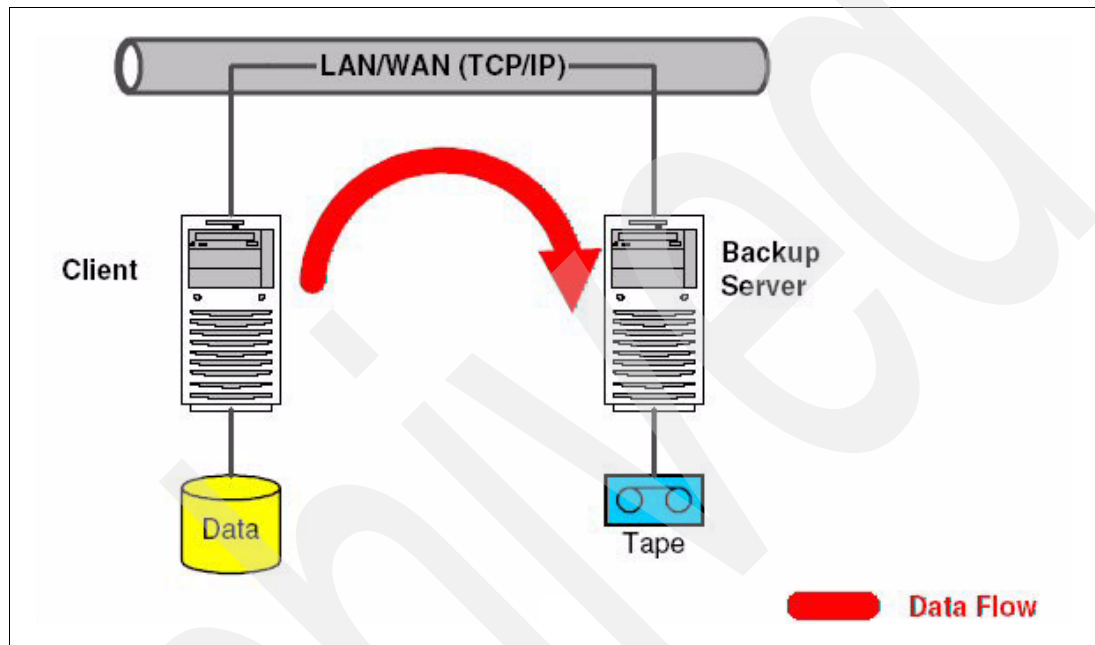 LAN/WAN (TCP/IP)
Client
Backup
Server
Data
Tape
Data Flow